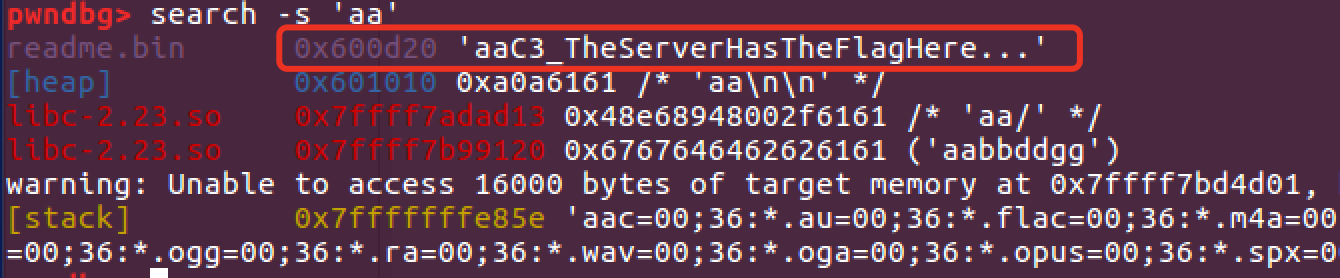 pwndbg> search -s 'aa'
readme.bin 0x600d20 'aaC3_TheServerHasTheFlagHere...'
[heap] 0x601010 0xa0a6161 /* 'aa\n\n' */
libc-2.23.so 0x7ffff7adad13 0x48e68948002f6161 /* 'aa/' */
libc-2.23.so 0x7ffff7b99120 0x6767646462626161 ('aabbddgg')
warning: Unable to access 16000 bytes of target memory at 0x7ffff7bd4d01,
[stack] 0x7fffffffe85e 'aac=00;36:*.au=00;36:*.flac=00;36:*.m4a=00
=00;36:*.ogg=00;36:*.ra=00;36:*.wav=00;36:*.oga=00;36:*.opus=00;36:*.spx=0